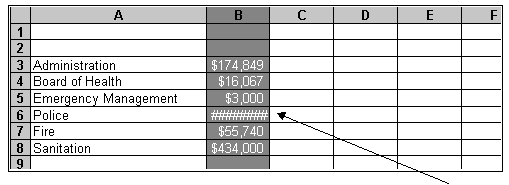 A B C D E F
1
2
3 Administration $174,849
4 Board of Health $16,067
5 Emergency Management $3,000
6 Police ##########
7 Fire $55,740
8 Sanitation $434,000
9